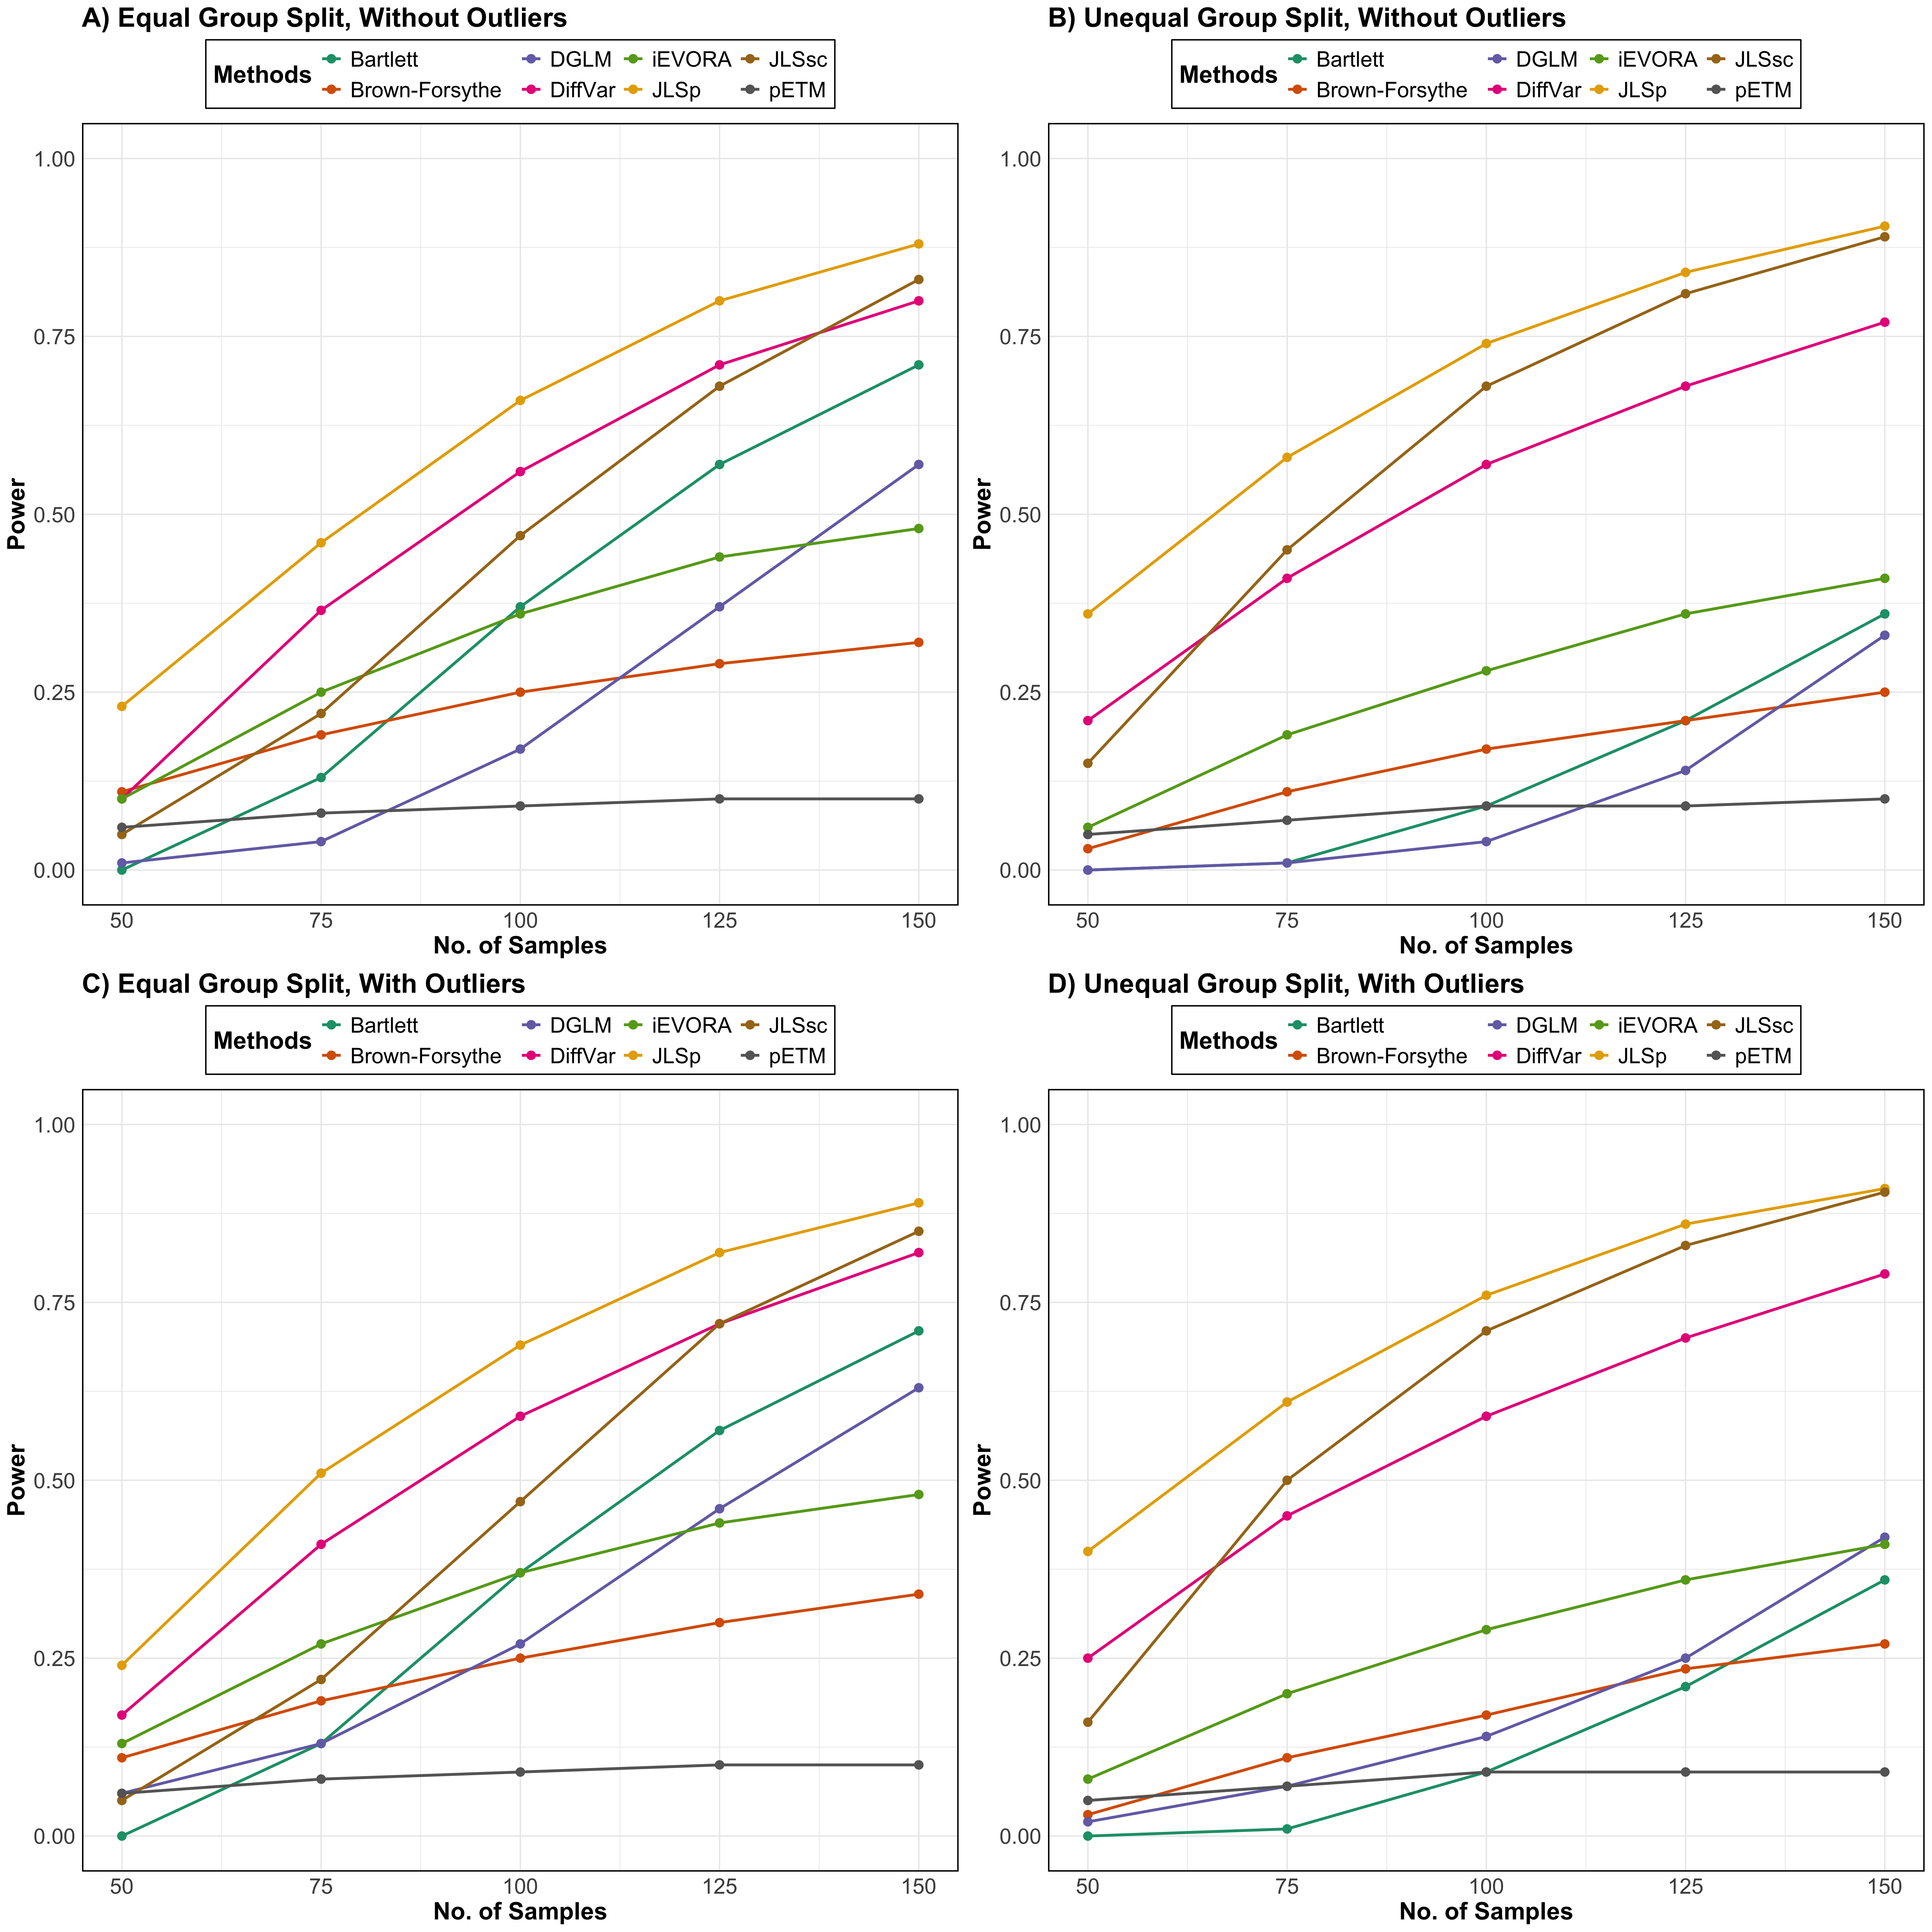 A) Equal Group Split, Without Outliers
Methods
Bartlett DGLM iEVORA JLSsc
Brown-Forsythe DiffVar JLSp pETM
1.00
0.75
0.50
0.25
0.00
Power
50 75 100 125 150
No. of Samples
B) Unequal Group Split, Without Outliers
Methods
Bartlett DGLM iEVORA JLSsc
Brown-Forsythe DiffVar JLSp pETM
1.00
0.75
0.50
0.25
0.00
Power
50 75 100 125 150
No. of Samples
C) Equal Group Split, With Outliers
Methods
Bartlett DGLM iEVORA JLSsc
Brown-Forsythe DiffVar JLSp pETM
1.00
0.75
0.50
0.25
0.00
Power
50 75 100 125 150
No. of Samples
D) Unequal Group Split, With Outliers
Methods
Bartlett DGLM iEVORA JLSsc
Brown-Forsythe DiffVar JLSp pETM
1.00
0.75
0.50
0.25
0.00
Power
50 75 100 125 150
No. of Samples